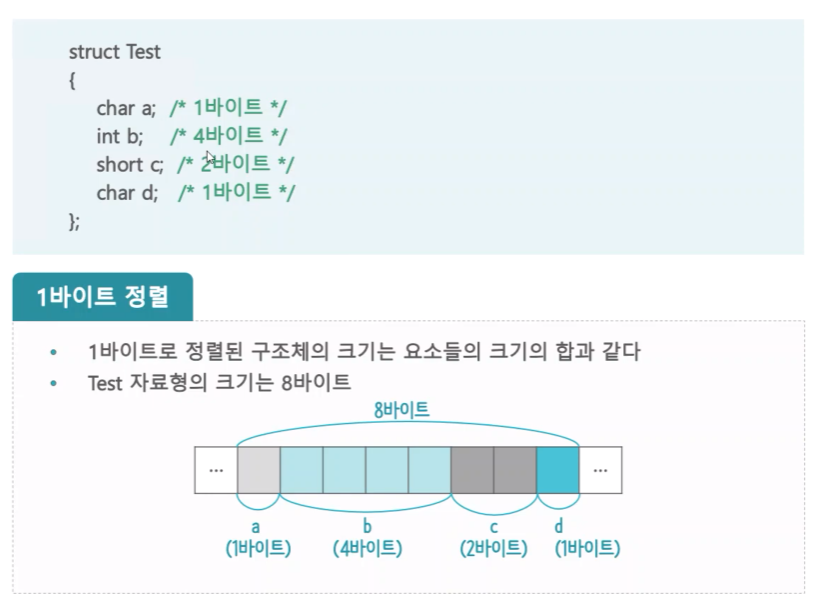 struct Test
{
char a; /* 1바이트 */
int b; /* 4바이트 */
short c; /* 2바이트 */
char d; /* 1바이트 */
};
1바이트 정렬
• 1바이트로 정렬된 구조체의 크기는 요소들의 크기의 합과 같다
• Test 자료형의 크기는 8바이트
8바이트
... ...
a b c d
(1바이트) (4바이트) (2바이트) (1바이트)